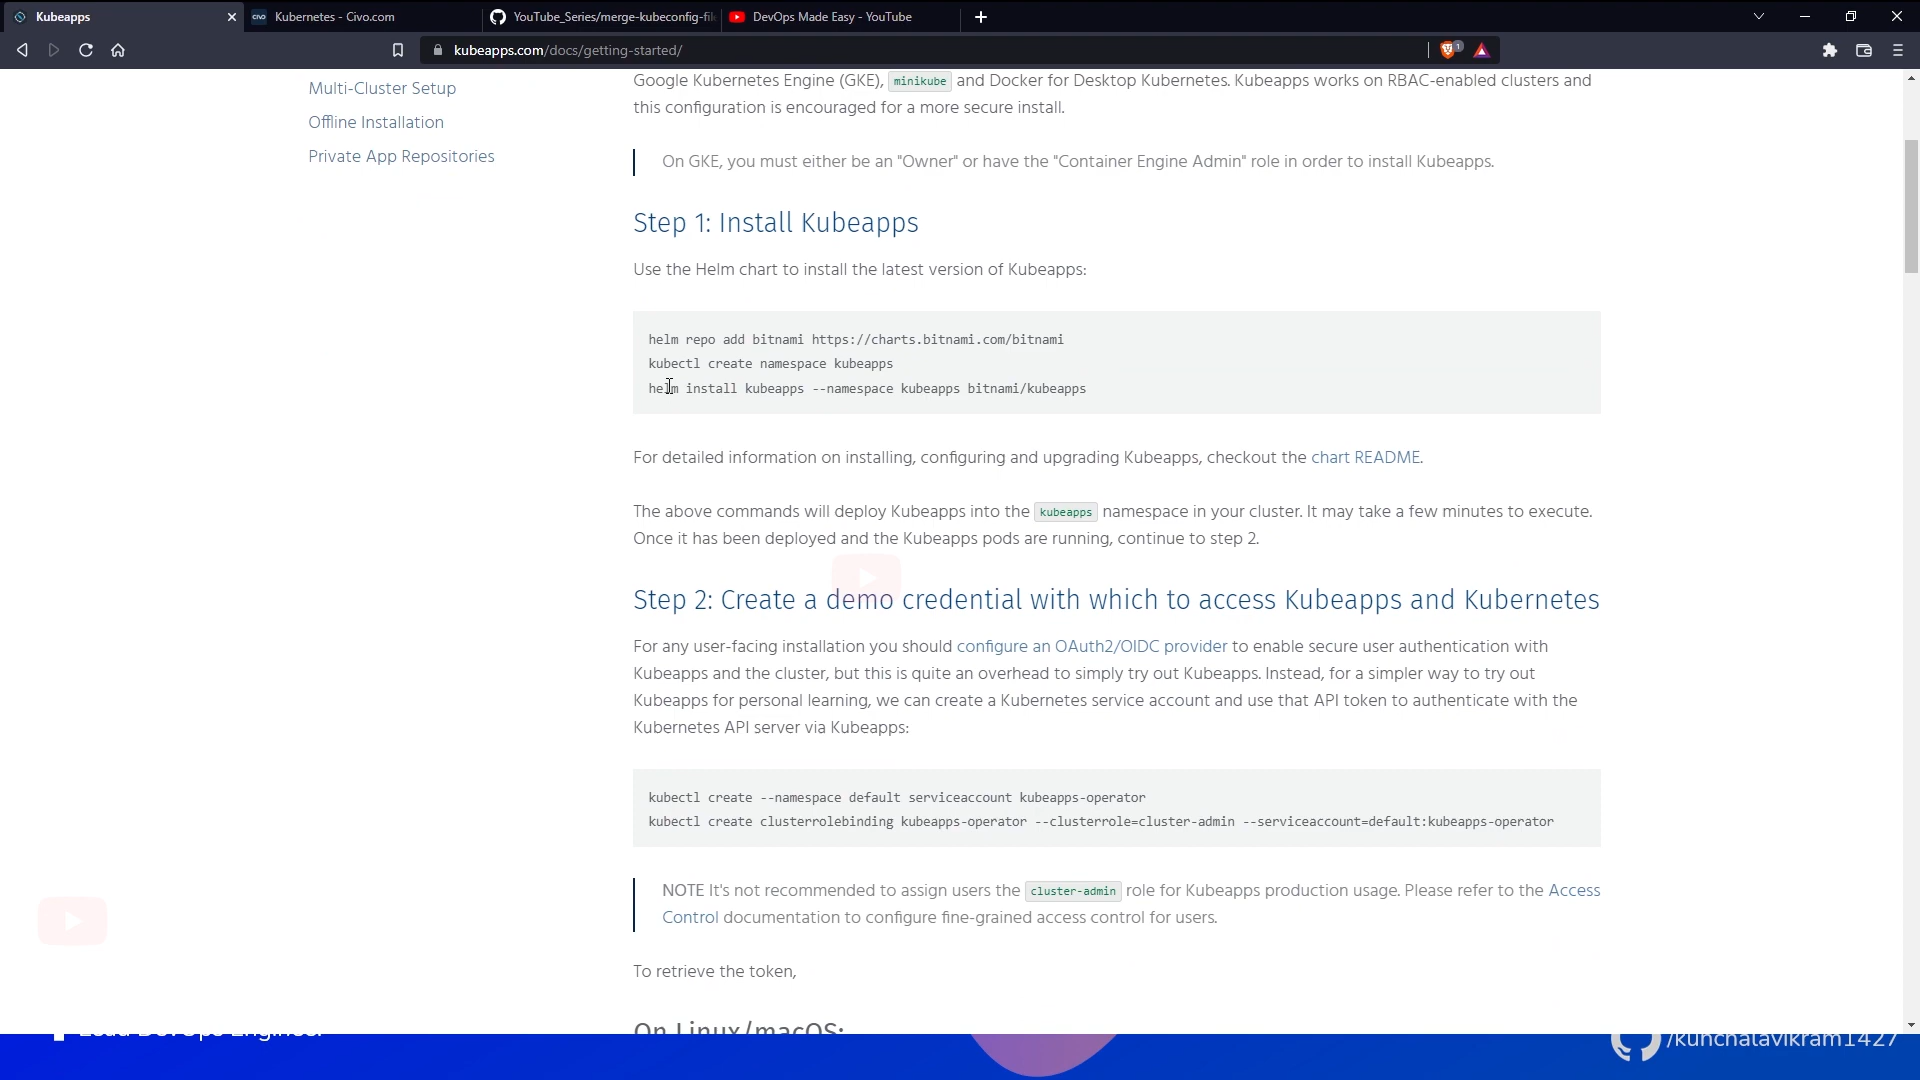 Kubeapps
Kubernetes - Civo.com
YouTube_Series/merge-kubeconfig-fil
DevOps Made Easy - YouTube
kubeapps.com/docs/getting-started/
Multi-Cluster Setup
Offline Installation
Private App Repositories
Google Kubernetes Engine (GKE), minikube and Docker for Desktop Kubernetes. Kubeapps works on RBAC-enabled clusters and
this configuration is encouraged for a more secure install.
On GKE, you must either be an "Owner" or have the "Container Engine Admin" role in order to install Kubeapps.
Step 1: Install Kubeapps
Use the Helm chart to install the latest version of Kubeapps:
helm repo add bitnami https://charts.bitnami.com/bitnami
kubectl create namespace kubeapps
helm install kubeapps --namespace kubeapps bitnami/kubeapps
For detailed information on installing, configuring and upgrading Kubeapps, checkout the chart README.
The above commands will deploy Kubeapps into the kubeapps namespace in your cluster. It may take a few minutes to execute.
Once it has been deployed and the Kubeapps pods are running, continue to step 2.
Step 2: Create a demo credential with which to access Kubeapps and Kubernetes
For any user-facing installation you should configure an OAuth2/OIDC provider to enable secure user authentication with
Kubeapps and the cluster, but this is quite an overhead to simply try out Kubeapps. Instead, for a simpler way to try out
Kubeapps for personal learning, we can create a Kubernetes service account and use that API token to authenticate with the
Kubernetes API server via Kubeapps:
kubectl create --namespace default serviceaccount kubeapps-operator
kubectl create clusterrolebinding kubeapps-operator --clusterrole=cluster-admin --serviceaccount=default:kubeapps-operator
NOTE It's not recommended to assign users the cluster-admin role for Kubeapps production usage. Please refer to the Access
Control documentation to configure fine-grained access control for users.
To retrieve the token,
On Linux/macOS:
Lead DevOps Engineer
/kunchalavikram1427